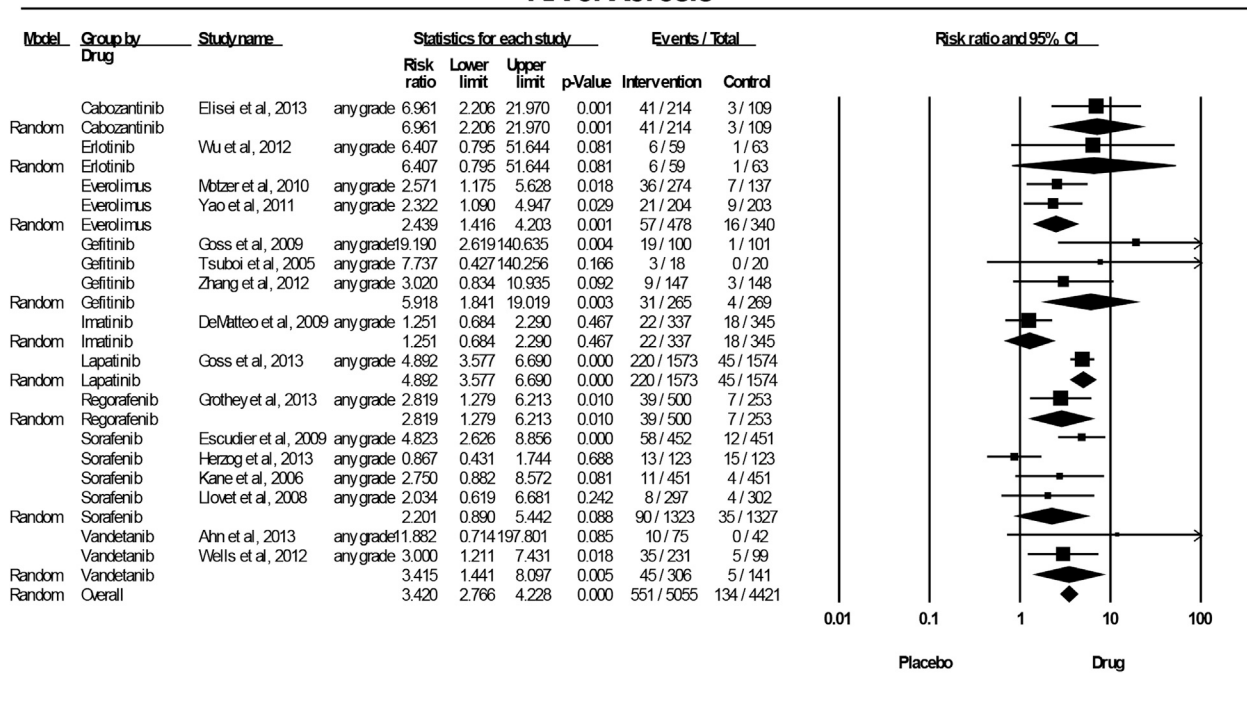 Model Group by Study name Statistics for each study Events / Total Risk ratio and 95% CI
Drug
Risk Lower Upper
ratio limit limit p-Value Intervention Control
Cabozantinib Elisei et al, 2013 any grade 6.961 2.206 21.970 0.001 41 / 214 3 / 109
Random Cabozantinib 6.961 2.206 21.970 0.001 41 / 214 3 / 109
Erlotinib Wu et al, 2012 any grade 6.407 0.795 51.644 0.081 6 / 59 1 / 63
Random Erlotinib 6.407 0.795 51.644 0.081 6 / 59 1 / 63
Everolimus Motzer et al, 2010 any grade 2.571 1.175 5.628 0.018 36 / 274 7 / 137
Everolimus Yao et al, 2011 any grade 2.322 1.090 4.947 0.029 21 / 204 9 / 203
Random Everolimus 2.439 1.416 4.203 0.001 57 / 478 16 / 340
Gefitinib Goss et al, 2009 any grade 19.190 2.619 140.635 0.004 19 / 100 1 / 101
Gefitinib Tsuboi et al, 2005 any grade 7.737 0.427 140.256 0.166 3 / 18 0 / 20
Gefitinib Zhang et al, 2012 any grade 3.020 0.834 10.935 0.092 9 / 147 3 / 148
Random Gefitinib 5.918 1.841 19.019 0.003 31 / 265 4 / 269
Imatinib DeMatteo et al, 2009 any grade 1.251 0.684 2.290 0.467 22 / 337 18 / 345
Random Imatinib 1.251 0.684 2.290 0.467 22 / 337 18 / 345
Lapatinib Goss et al, 2013 any grade 4.892 3.577 6.690 0.000 220 / 1573 45 / 1574
Random Lapatinib 4.892 3.577 6.690 0.000 220 / 1573 45 / 1574
Regorafenib Grothey et al, 2013 any grade 2.819 1.279 6.213 0.010 39 / 500 7 / 253
Random Regorafenib 2.819 1.279 6.213 0.010 39 / 500 7 / 253
Sorafenib Escudier et al, 2009 any grade 4.823 2.626 8.856 0.000 58 / 452 12 / 451
Sorafenib Herzog et al, 2013 any grade 0.867 0.431 1.744 0.688 13 / 123 15 / 123
Sorafenib Kane et al, 2006 any grade 2.750 0.882 8.572 0.081 11 / 451 4 / 451
Sorafenib Llovet et al, 2008 any grade 2.034 0.619 6.681 0.242 8 / 297 4 / 302
Random Sorafenib 2.201 0.890 5.442 0.088 90 / 1323 35 / 1327
Vandetanib Ahn et al, 2013 any grade 11.882 0.714 197.801 0.085 10 / 75 0 / 42
Vandetanib Wells et al, 2012 any grade 3.000 1.211 7.431 0.018 35 / 231 5 / 99
Random Vandetanib 3.415 1.441 8.097 0.005 45 / 306 5 / 141
Random Overall 3.420 2.766 4.228 0.000 551 / 5055 134 / 4421
0.01 0.1 1 10 100
Placebo Drug